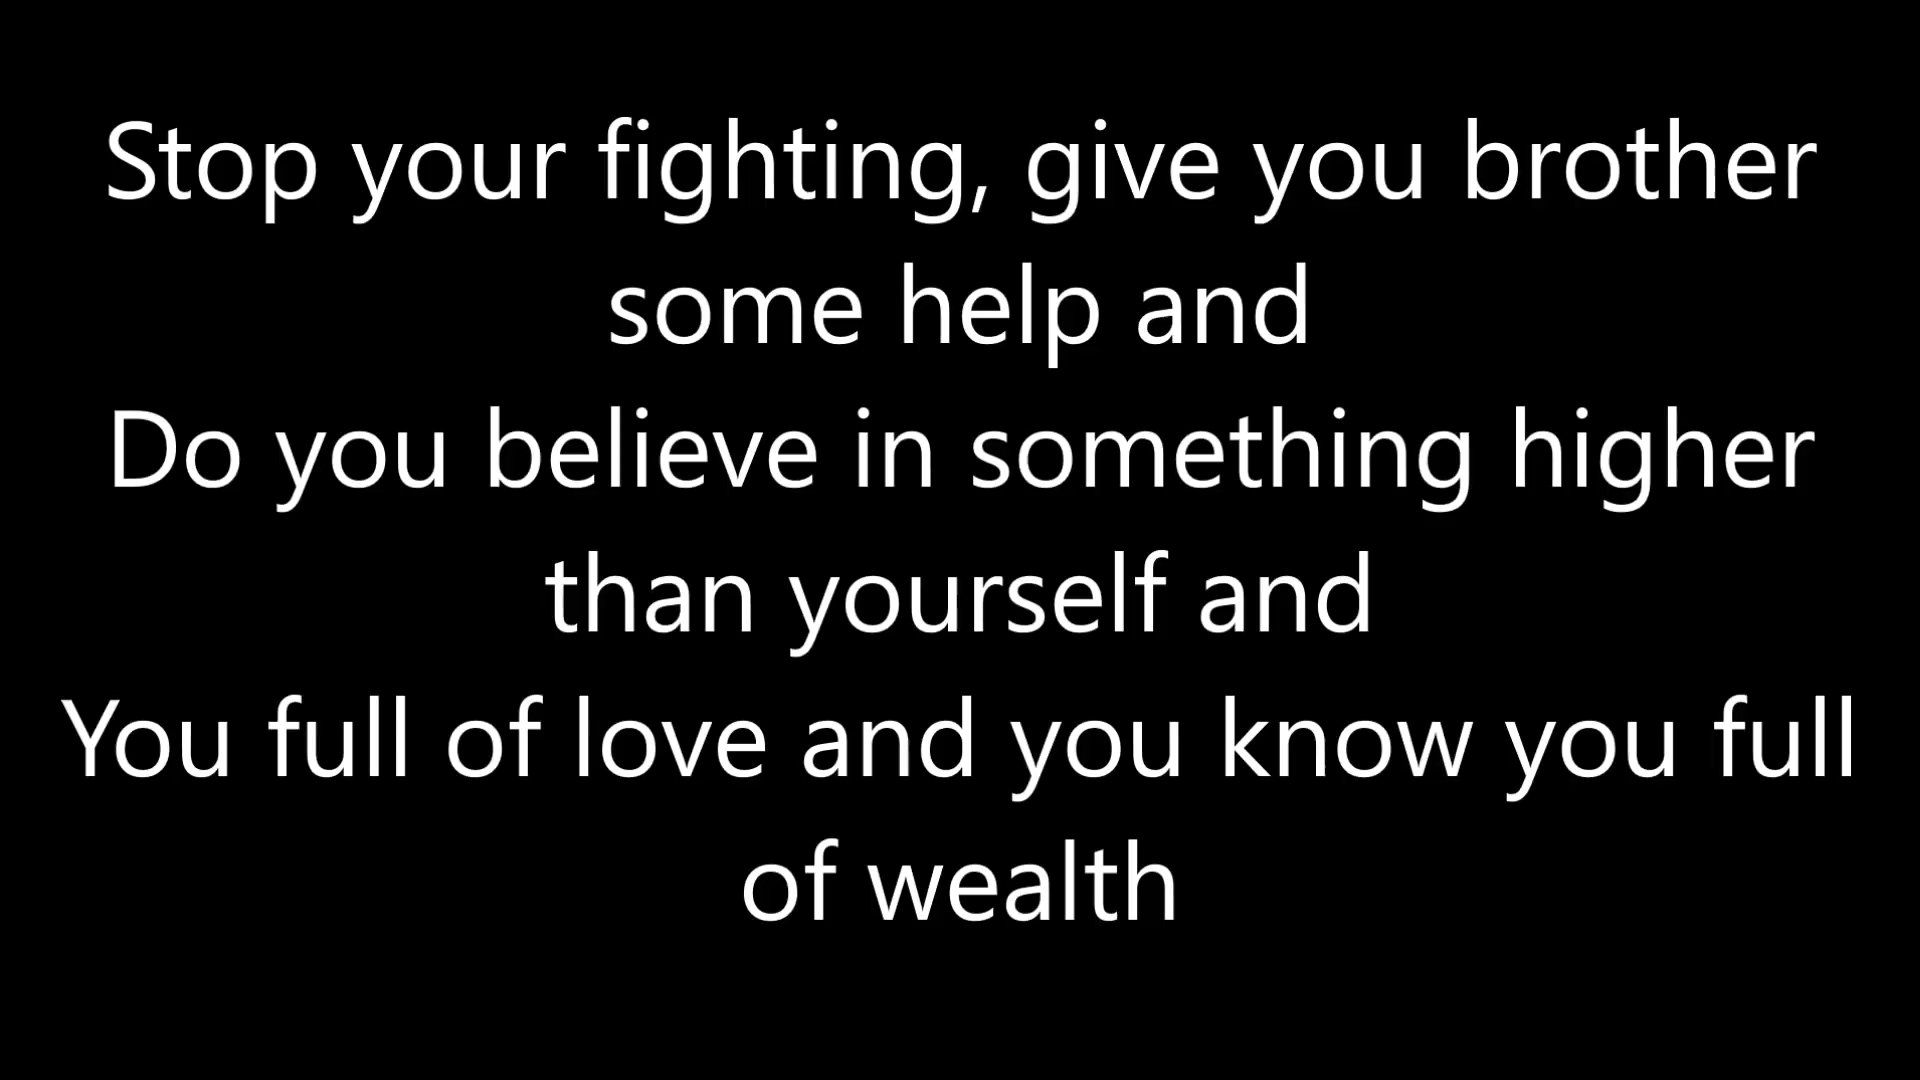 Stop your fighting, give you brother
some help and
Do you believe in something higher
than yourself and
You full of love and you know you full
of wealth